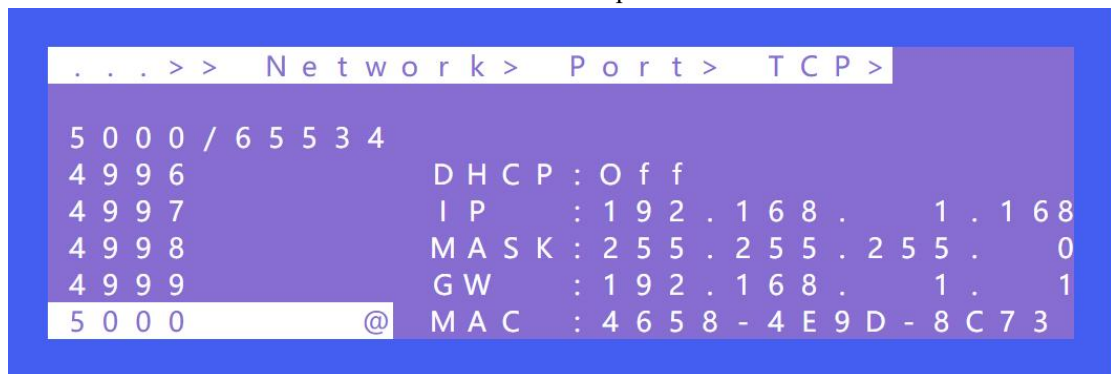 ...>> Network> Port> TCP>
5000/65534
4996 DHCP:Off
4997 IP :192.168. 1.168
4998 MASK:255.255.255. 0
4999 GW :192.168. 1. 1
5000 @ MAC :4658-4E9D-8C73